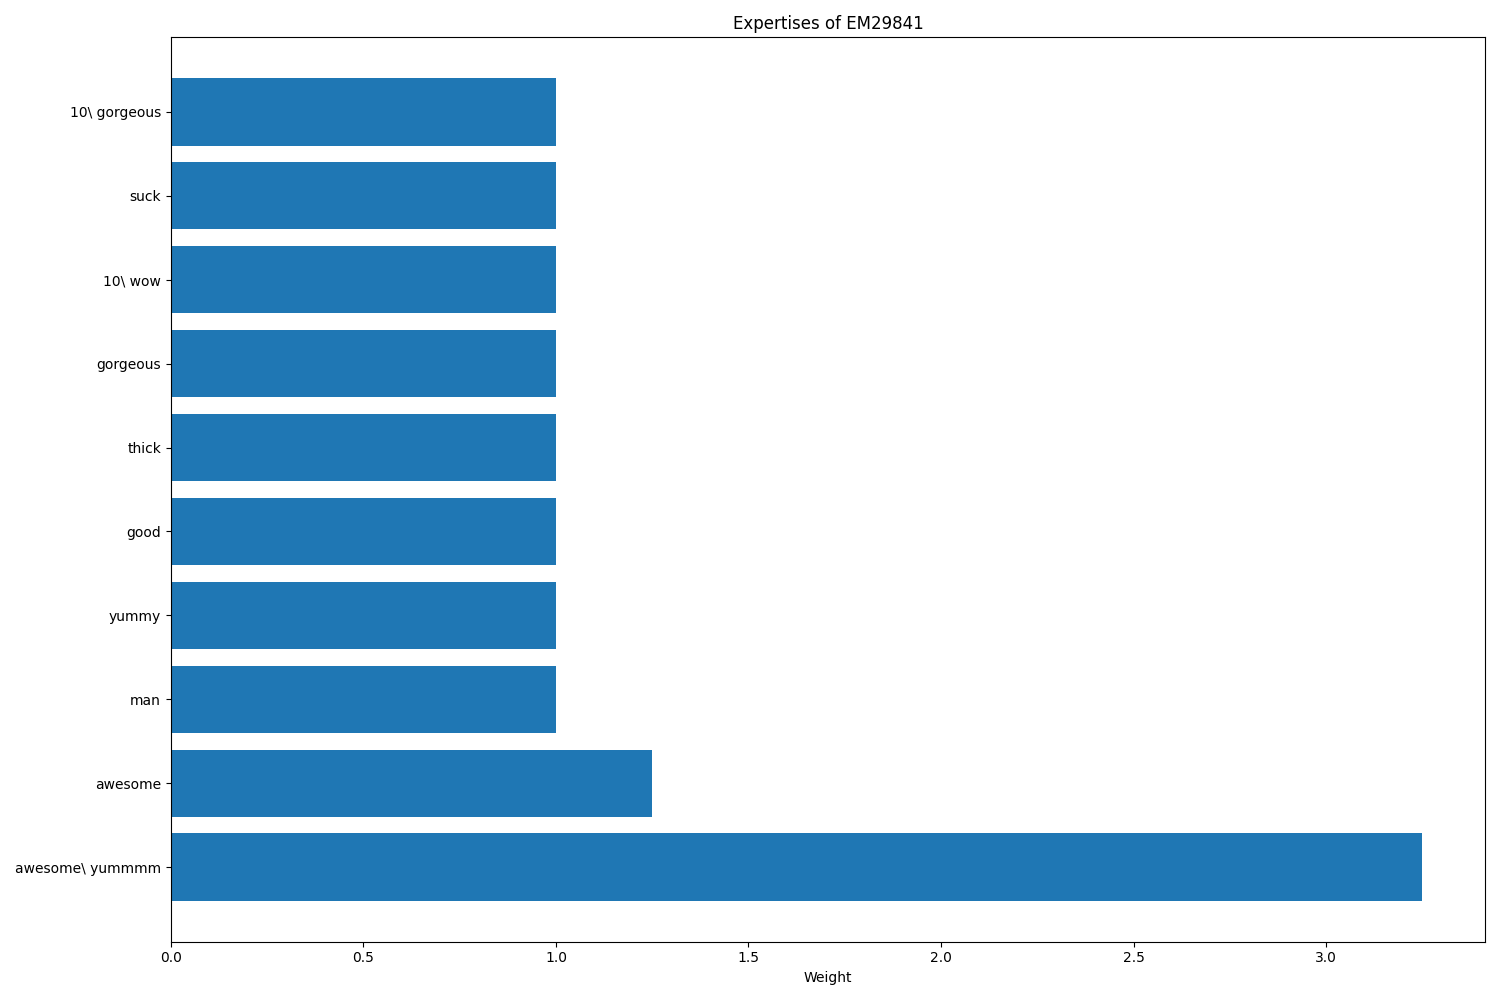 Expertises of EM29841
10\ gorgeous
suck
10\ wow
gorgeous
thick
good
yummy
man
awesome
awesome\ yummmm
0.0 0.5 1.0 1.5 2.0 2.5 3.0
Weight